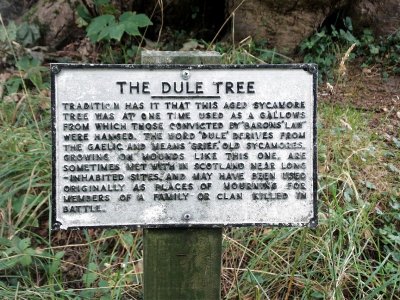 THE DULE TREE
TRADITION HAS IT THAT THIS AGED SYCAMORE
TREE WAS AT ONE TIME USED AS A GALLOWS
FROM WHICH THOSE CONVICTED BY "BARONS' LAW"
WERE HANGED. THE WORD "DULE" DERIVES FROM
THE GAELIC AND MEANS 'GRIEF'. OLD SYCAMORES,
GROWING ON MOUNDS LIKE THIS ONE, ARE
SOMETIMES MET WITH IN SCOTLAND NEAR LONG
-INHABITED SITES, AND MAY HAVE BEEN USED
ORIGINALLY AS PLACES OF MOURNING FOR
MEMBERS OF A FAMILY OR CLAN KILLED IN
BATTLE.